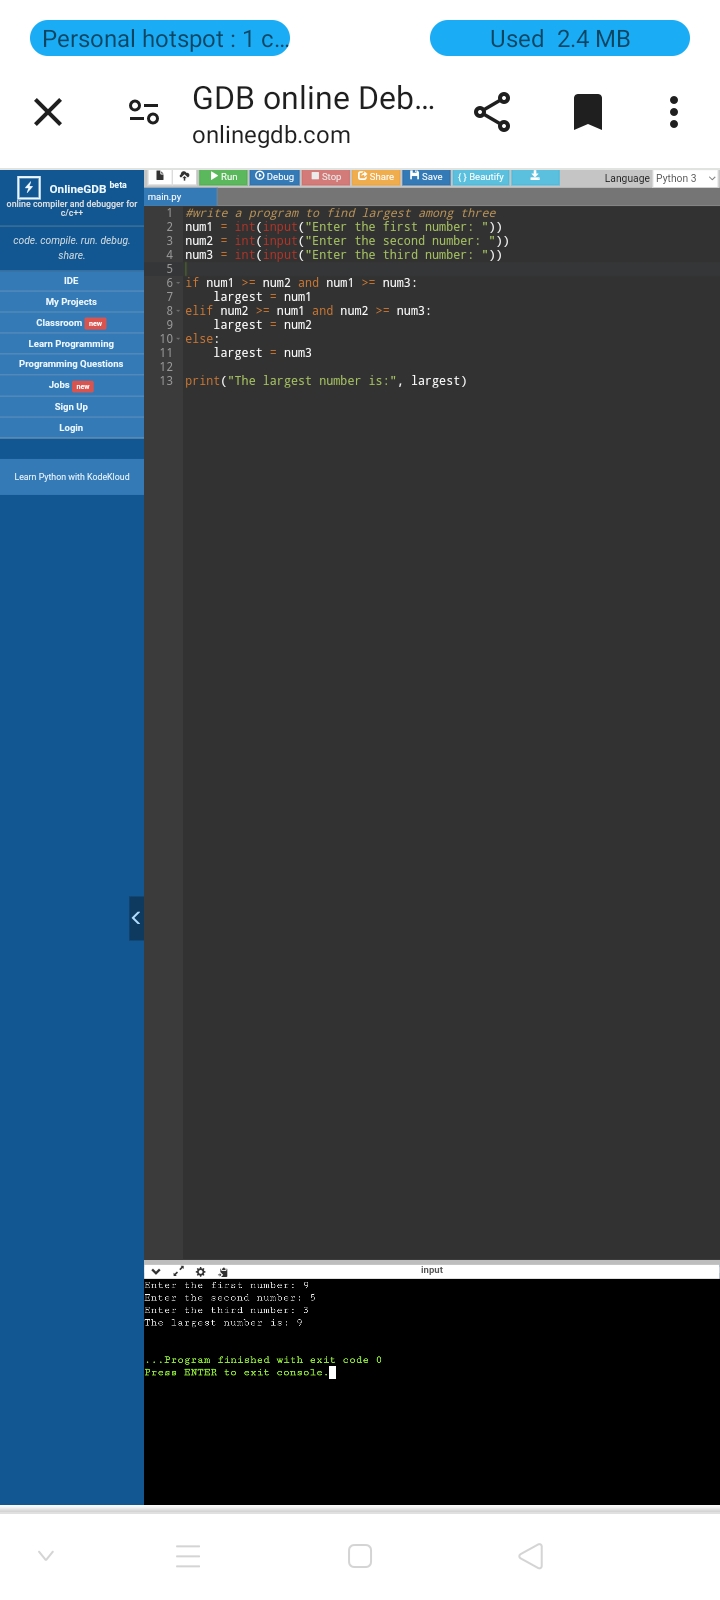 Personal hotspot : 1 c...
Used 2.4 MB
GDB online Deb...
onlinegdb.com
OnlineGDB beta
online compiler and debugger for
c/c++
code. compile. run. debug.
share.
IDE
My Projects
Classroom new
Learn Programming
Programming Questions
Jobs new
Sign Up
Login
Learn Python with KodeKloud
Run Debug Stop Share Save {} Beautify
Language Python 3
main.py
1 #write a program to find largest among three
2 num1 = int(input("Enter the first number: "))
3 num2 = int(input("Enter the second number: "))
4 num3 = int(input("Enter the third number: "))
5
6 if num1 >= num2 and num1 >= num3:
7     largest = num1
8 elif num2 >= num1 and num2 >= num3:
9     largest = num2
10 else:
11     largest = num3
12
13 print("The largest number is:", largest)
input
Enter the first number: 9
Enter the second number: 5
Enter the third number: 3
The largest number is: 9
...Program finished with exit code 0
Press ENTER to exit console.